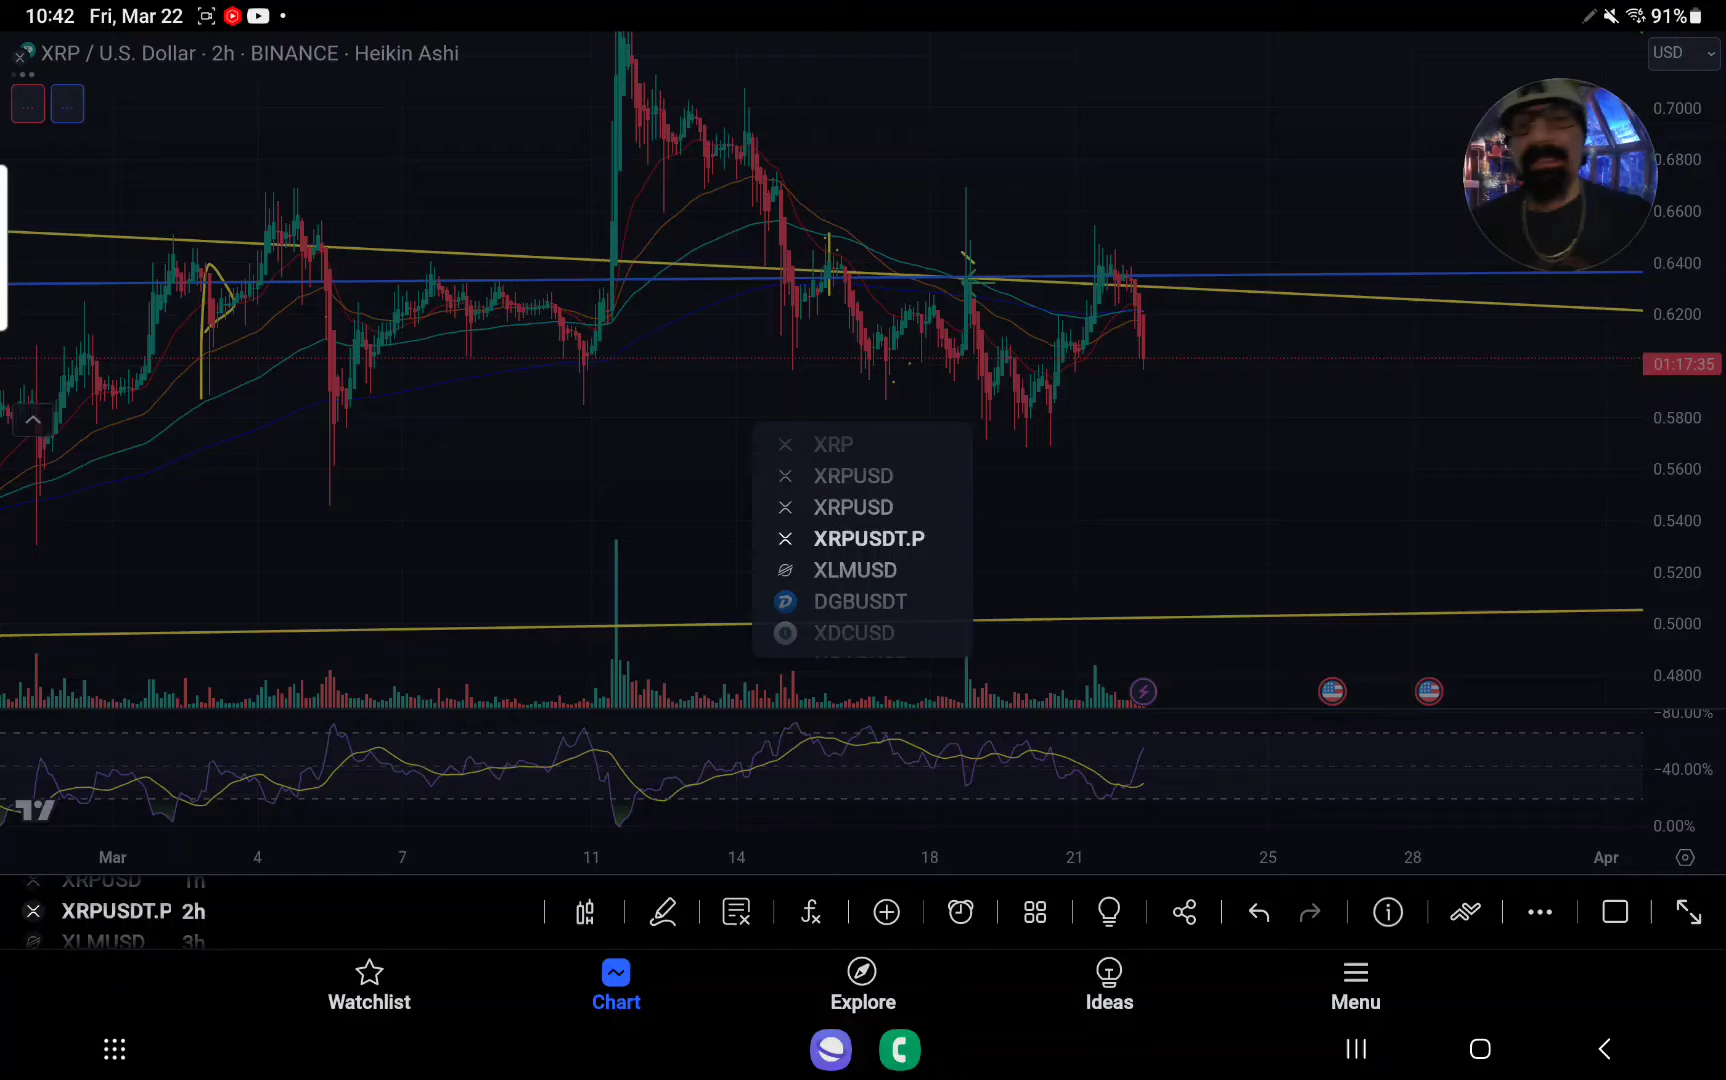 10:42 Fri, Mar 22
91%
XRP / U.S. Dollar · 2h · BINANCE · Heikin Ashi
USD
0.7000
0.6800
0.6600
0.6400
0.6200
01:17:35
0.5800
0.5600
0.5400
0.5200
0.5000
0.4800
XRP
XRPUSD
XRPUSD
XRPUSDT.P
XLMUSD
DGBUSDT
XDCUSD
−80.00%
−40.00%
0.00%
Mar 4 7 11 14 18 21 25 28 Apr
XRPUSD 1h
XRPUSDT.P 2h
XLMUSD 3h
Watchlist
Chart
Explore
Ideas
Menu